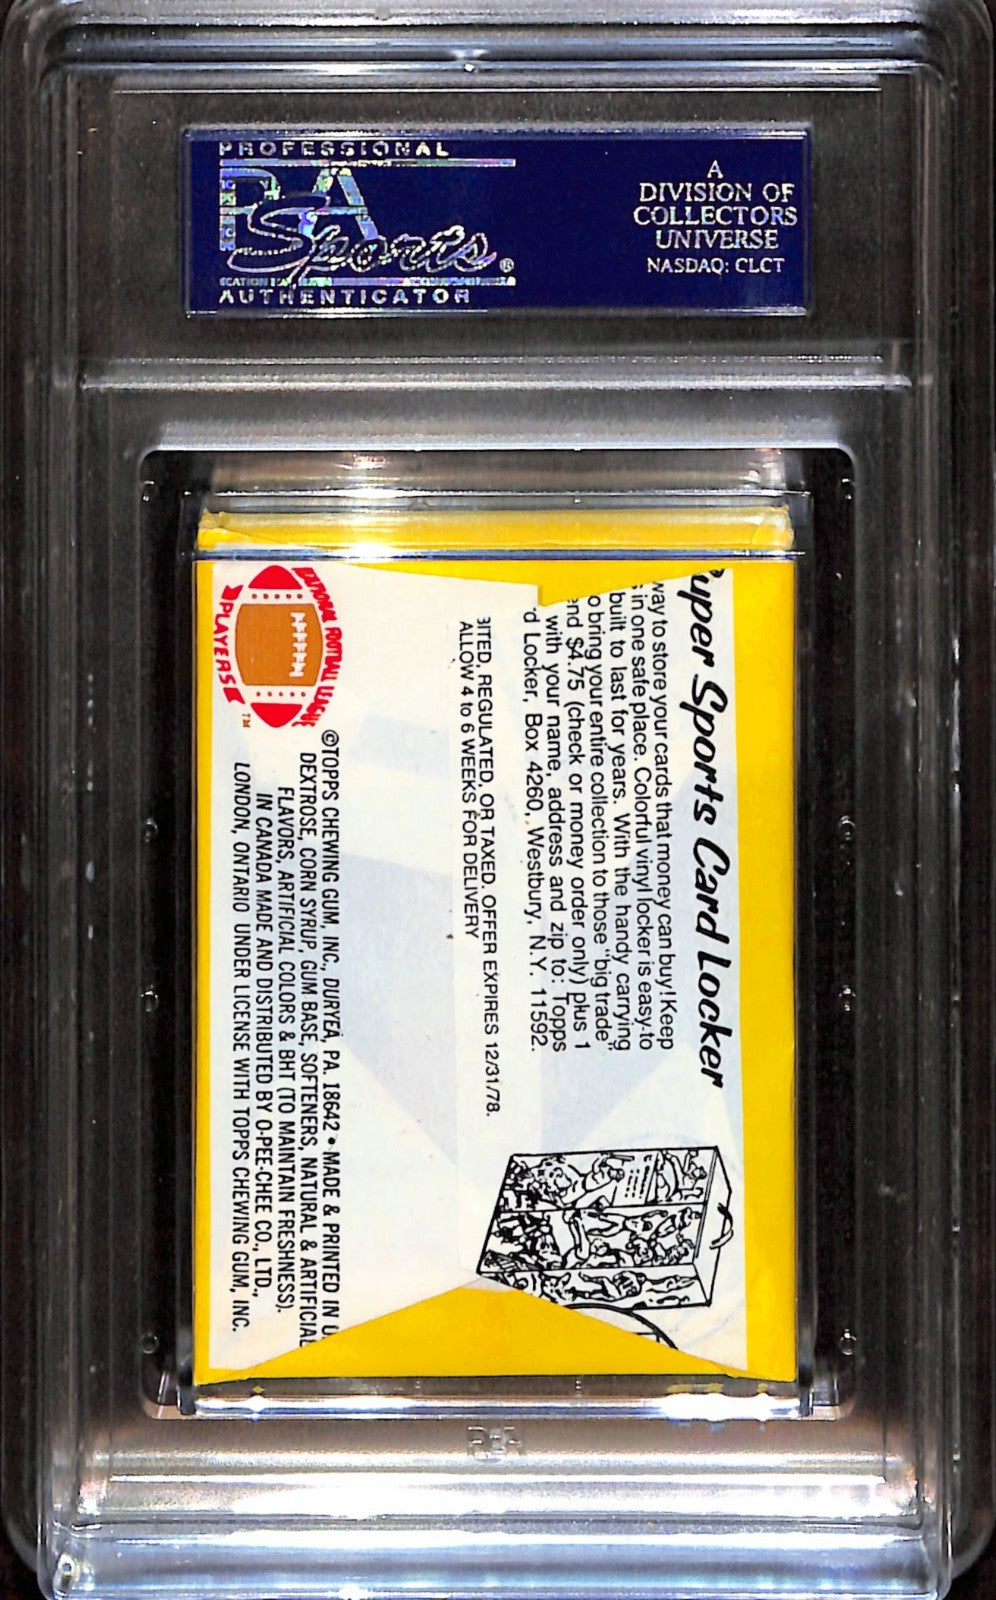 PROFESSIONAL
PSA
Sports®
AUTHENTICATOR
A
DIVISION OF
COLLECTORS
UNIVERSE
NASDAQ: CLCT
uper Sports Card Locker
way to store your cards that money can buy! Keep
in one safe place. Colorful vinyl locker is easy-to
built to last for years. With the handy carrying
o bring your entire collection to those "big trade
nd $4.75 (check or money order only) plus 1
with your name, address and zip to: Topps
d Locker, Box 4260, Westbury, N.Y. 11592.
BITED, REGULATED, OR TAXED. OFFER EXPIRES 12/31/78.
ALLOW 4 to 6 WEEKS FOR DELIVERY
NATIONAL FOOTBALL LEAGUE
PLAYERS
TM
©TOPPS CHEWING GUM, INC., DURYEA, PA. 18642 • MADE & PRINTED IN U
DEXTROSE, CORN SYRUP, GUM BASE, SOFTENERS, NATURAL & ARTIFICIAL
FLAVORS, ARTIFICIAL COLORS & BHT (TO MAINTAIN FRESHNESS).
IN CANADA MADE AND DISTRIBUTED BY O-PEE-CHEE CO., LTD.,
LONDON, ONTARIO UNDER LICENSE WITH TOPPS CHEWING GUM, INC.
PSA